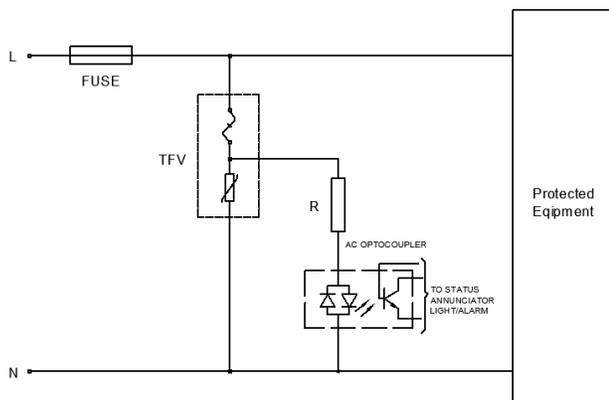 L
FUSE
TFV
R
AC OPTOCOUPLER
TO STATUS
ANNUNCIATOR
LIGHT/ALARM
Protected
Eqipment
N